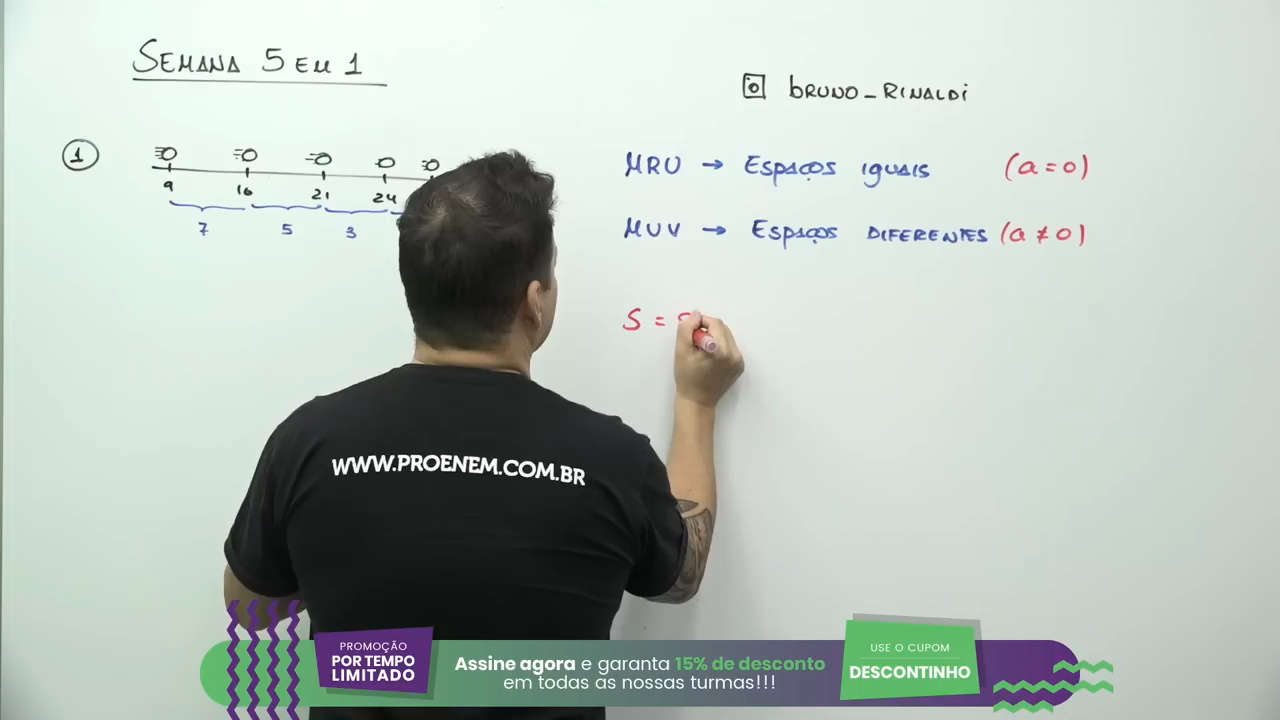 SEMANA 5 EM 1
bruno_RINALDI
1
9 16 21 24
7 5 3
MRU → ESPAÇOS IGUAIS (a = 0)
MUV → ESPAÇOS DIFERENTES (a ≠ 0)
S =
WWW.PROENEM.COM.BR
PROMOÇÃO
POR TEMPO
LIMITADO
Assine agora e garanta 15% de desconto
em todas as nossas turmas!!!
USE O CUPOM
DESCONTINHO